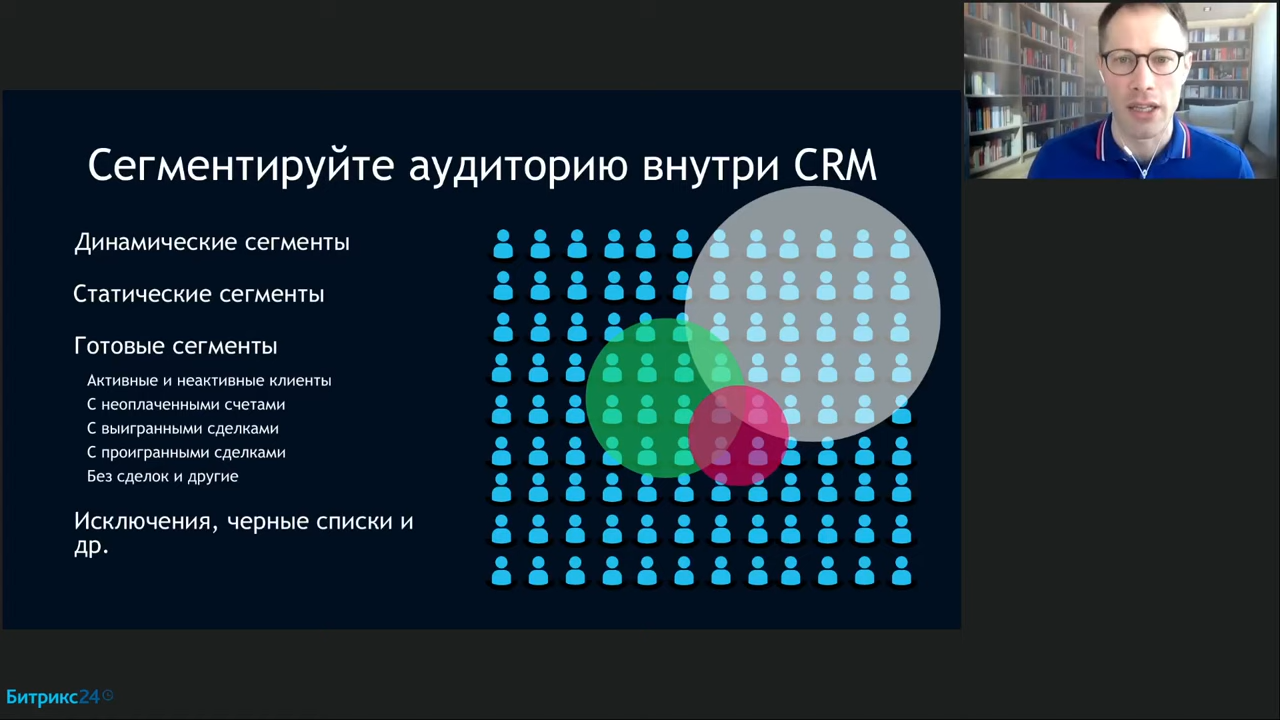 Сегментируйте аудиторию внутри CRM
Динамические сегменты
Статические сегменты
Готовые сегменты
Активные и неактивные клиенты
С неоплаченными счетами
С выигранными сделками
С проигранными сделками
Без сделок и другие
Исключения, черные списки и
др.
Битрикс24